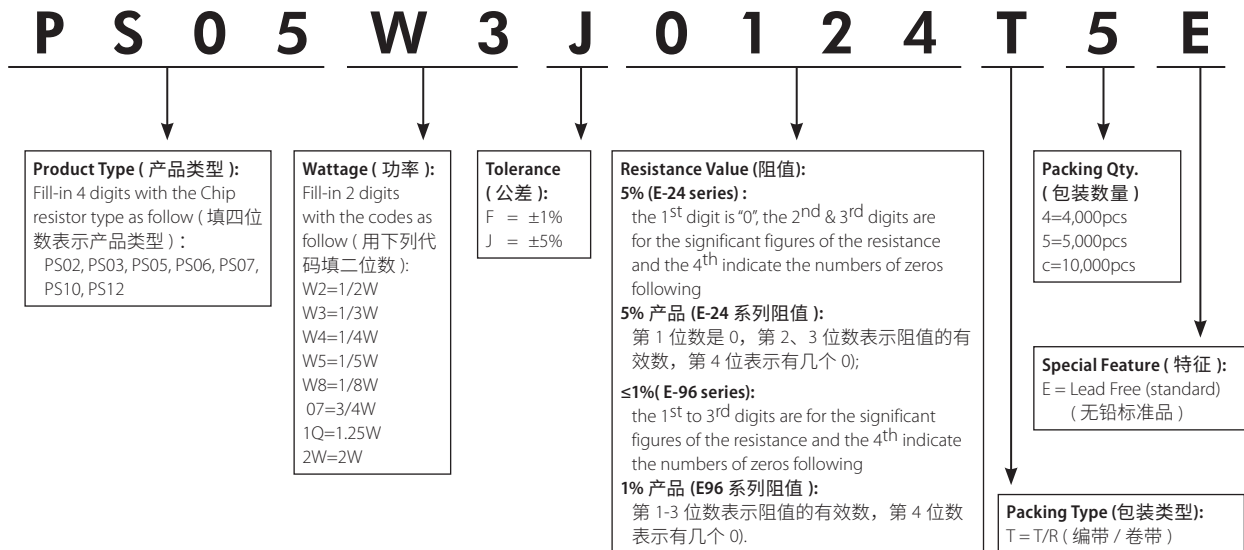 P S 0 5 W 3 J 0 1 2 4 T 5 E
Product Type ( 产品类型 ):
Fill-in 4 digits with the Chip
resistor type as follow ( 填四位
数表示产品类型 ) :
PS02, PS03, PS05, PS06, PS07,
PS10, PS12
Wattage ( 功率 ):
Fill-in 2 digits
with the codes as
follow ( 用下列代
码填二位数 ):
W2=1/2W
W3=1/3W
W4=1/4W
W5=1/5W
W8=1/8W
07=3/4W
1Q=1.25W
2W=2W
Tolerance
( 公差 ):
F = ±1%
J = ±5%
Resistance Value (阻值):
5% (E-24 series) :
the 1st digit is "0", the 2nd & 3rd digits are
for the significant figures of the resistance
and the 4th indicate the numbers of zeros
following
5% 产品 (E-24 系列阻值 ):
第 1 位数是 0，第 2、3 位数表示阻值的有
效数，第 4 位表示有几个 0);
≤1%( E-96 series):
the 1st to 3rd digits are for the significant
figures of the resistance and the 4th indicate
the numbers of zeros following
1% 产品 (E96 系列阻值 ):
第 1-3 位数表示阻值的有效数，第 4 位数
表示有几个 0).
Packing Qty.
( 包装数量 )
4=4,000pcs
5=5,000pcs
c=10,000pcs
Special Feature ( 特征 ):
E = Lead Free (standard)
( 无铅标准品 )
Packing Type (包装类型):
T = T/R ( 编带 / 卷带 )